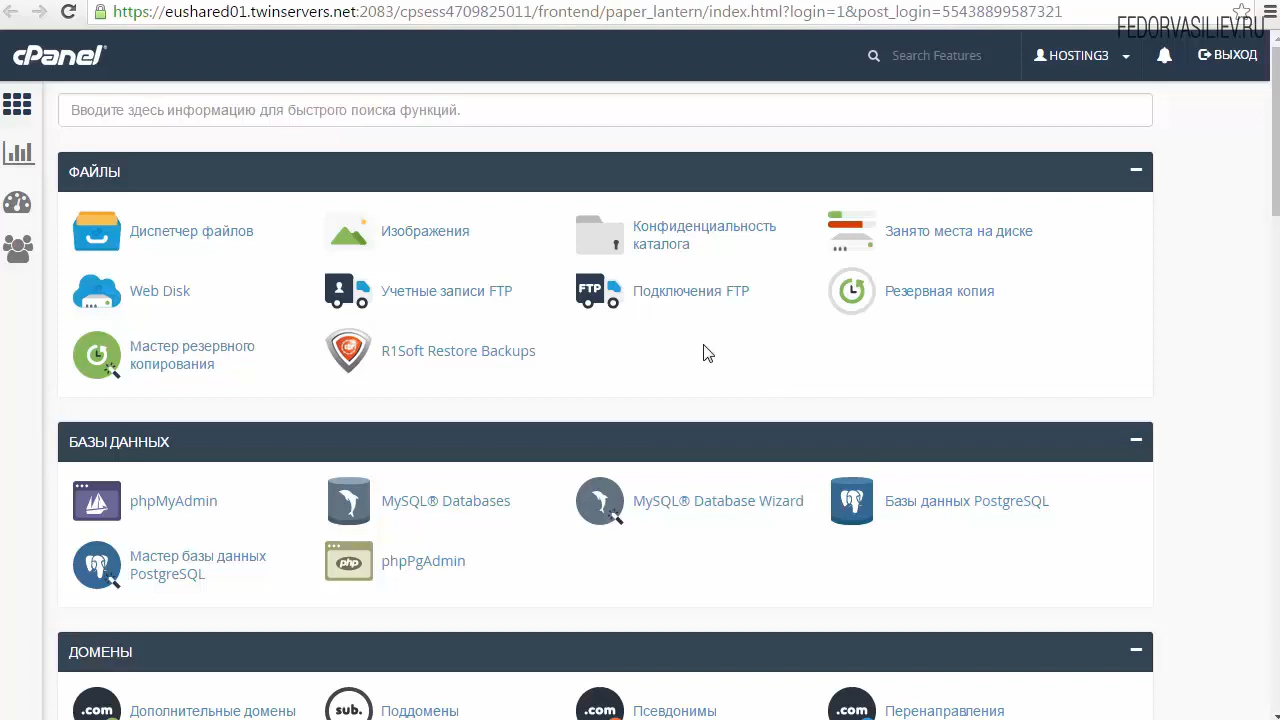 https://eushared01.twinservers.net:2083/cpsess4709825011/frontend/paper_lantern/index.html?login=1&post_login=55438899587321
FEDORVASILIEV.RU
cPanel®
Search Features
HOSTING3
ВЫХОД
Вводите здесь информацию для быстрого поиска функций.
ФАЙЛЫ
Диспетчер файлов
Изображения
Конфиденциальность
каталога
Занято места на диске
Web Disk
Учетные записи FTP
FTP
Подключения FTP
Резервная копия
Мастер резервного
копирования
R1Soft Restore Backups
БАЗЫ ДАННЫХ
phpMyAdmin
MySQL® Databases
MySQL® Database Wizard
Базы данных PostgreSQL
Мастер базы данных
PostgreSQL
php
phpPgAdmin
ДОМЕНЫ
.com
Дополнительные домены
sub.
Поддомены
.com
Псевдонимы
.com
Перенаправления